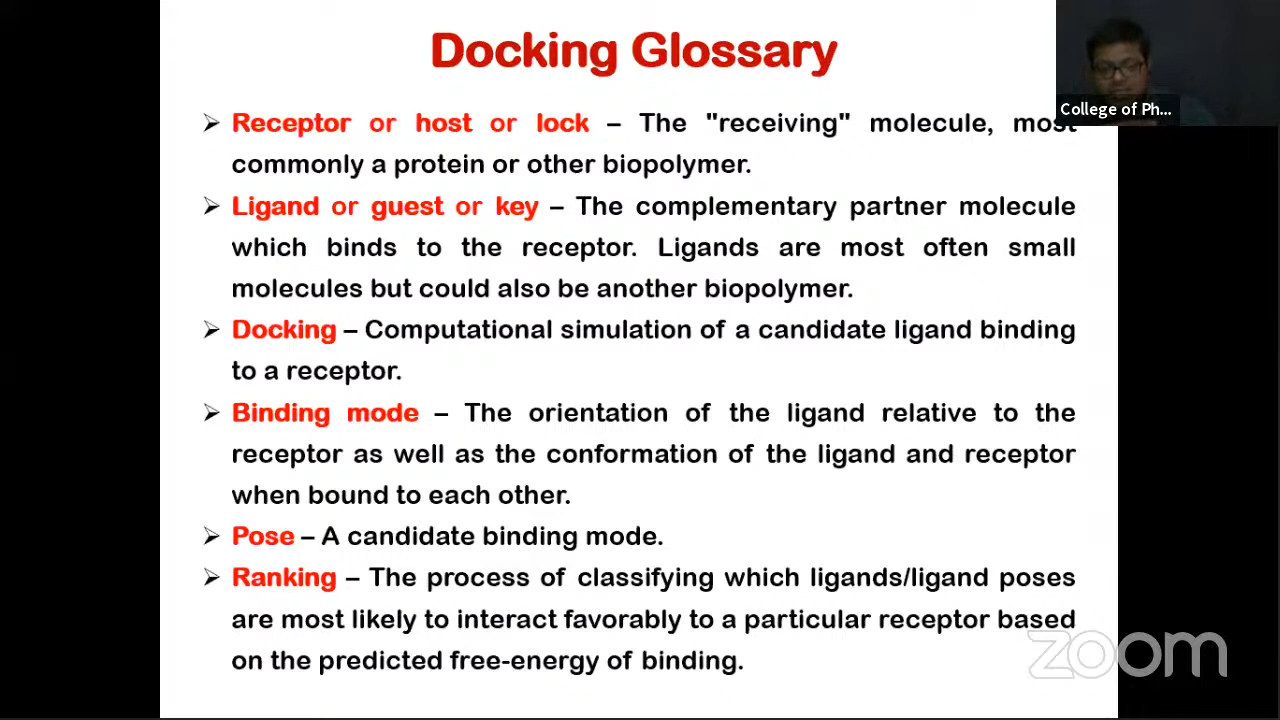 Docking Glossary
College of Ph...
➢ Receptor or host or lock – The "receiving" molecule, most
commonly a protein or other biopolymer.
➢ Ligand or guest or key – The complementary partner molecule
which binds to the receptor. Ligands are most often small
molecules but could also be another biopolymer.
➢ Docking – Computational simulation of a candidate ligand binding
to a receptor.
➢ Binding mode – The orientation of the ligand relative to the
receptor as well as the conformation of the ligand and receptor
when bound to each other.
➢ Pose – A candidate binding mode.
➢ Ranking – The process of classifying which ligands/ligand poses
are most likely to interact favorably to a particular receptor based
on the predicted free-energy of binding.
zoom